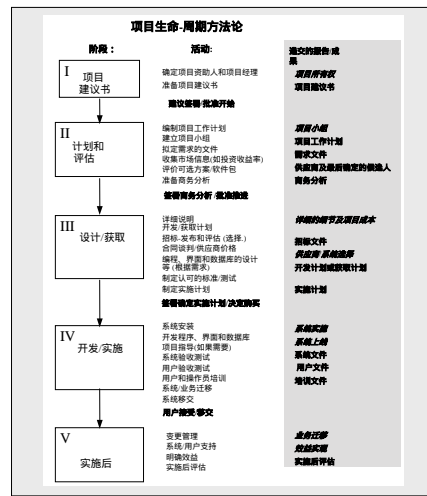 项目生命-周期方法论
阶段：
活动:
递交的报告/成
果
I
项目
建议书
确定项目资助人和项目经理
准备项目建议书
项目所有权
项目建议书
建议签署/批准开始
II
计划和
评估
编制项目工作计划
建立项目小组
拟定需求的文件
收集市场信息(如投资收益率)
评价可选方案/软件包
准备商务分析
项目小组
项目工作计划
需求文件
供应商及最后确定的候选人
商务分析
签署商务分析/批准推进
III
设计/获取
详细说明
开发/获取计划
招标-发布和评估 (选择.)
合同谈判/供应商价格
编程、界面和数据库的设计
等 (根据需求)
制定认可的标准/测试
制定实施计划
详细的细节及项目成本
招标文件
供应商 系统选择
开发计划或获取计划
实施计划
签署确定实施计划/决定购买
IV
开发/实施
系统安装
开发程序、界面和数据库
项目指导(如果需要)
系统验收测试
用户验收测试
用户和操作员培训
系统/业务迁移
系统移交
系统实施
系统上线
系统文件
用户文件
培训文件
用户接受/移交
V
实施后
变更管理
系统/用户支持
明确效益
实施后评估
业务迁移
效益实现
实施后评估